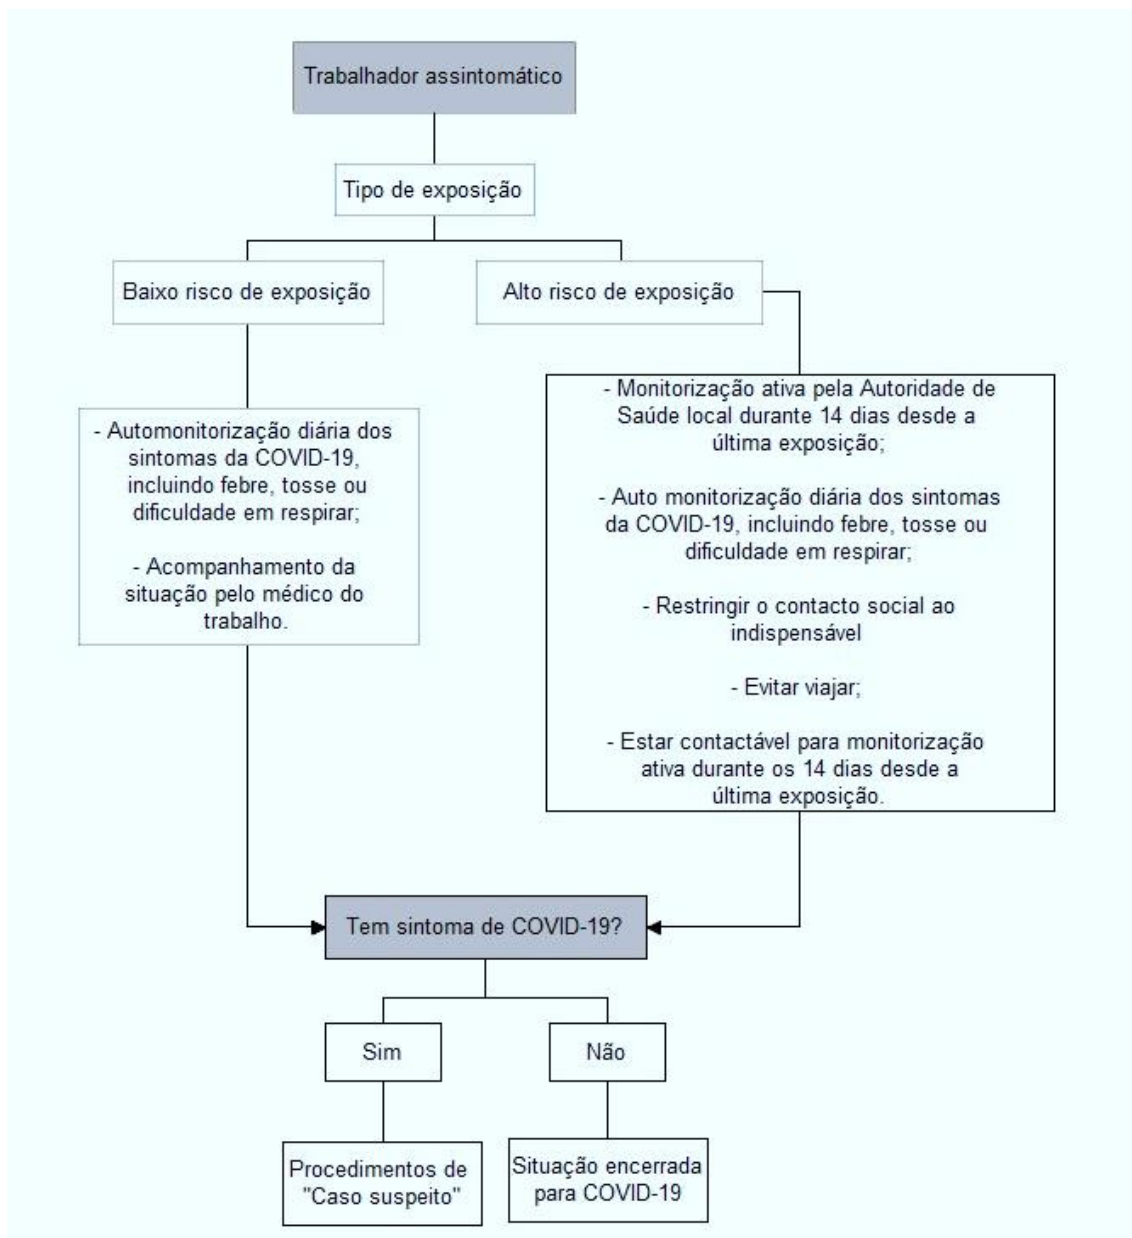 Trabalhador assintomático
Tipo de exposição
Baixo risco de exposição
Alto risco de exposição
- Automonitorização diária dos
sintomas da COVID-19,
incluindo febre, tosse ou
dificuldade em respirar;
- Acompanhamento da
situação pelo médico do
trabalho.
- Monitorização ativa pela Autoridade de
Saúde local durante 14 dias desde a
última exposição;
- Auto monitorização diária dos sintomas
da COVID-19, incluindo febre, tosse ou
dificuldade em respirar;
- Restringir o contacto social ao
indispensável
- Evitar viajar;
- Estar contactável para monitorização
ativa durante os 14 dias desde a
última exposição.
Tem sintoma de COVID-19?
Sim
Não
Procedimentos de
"Caso suspeito"
Situação encerrada
para COVID-19